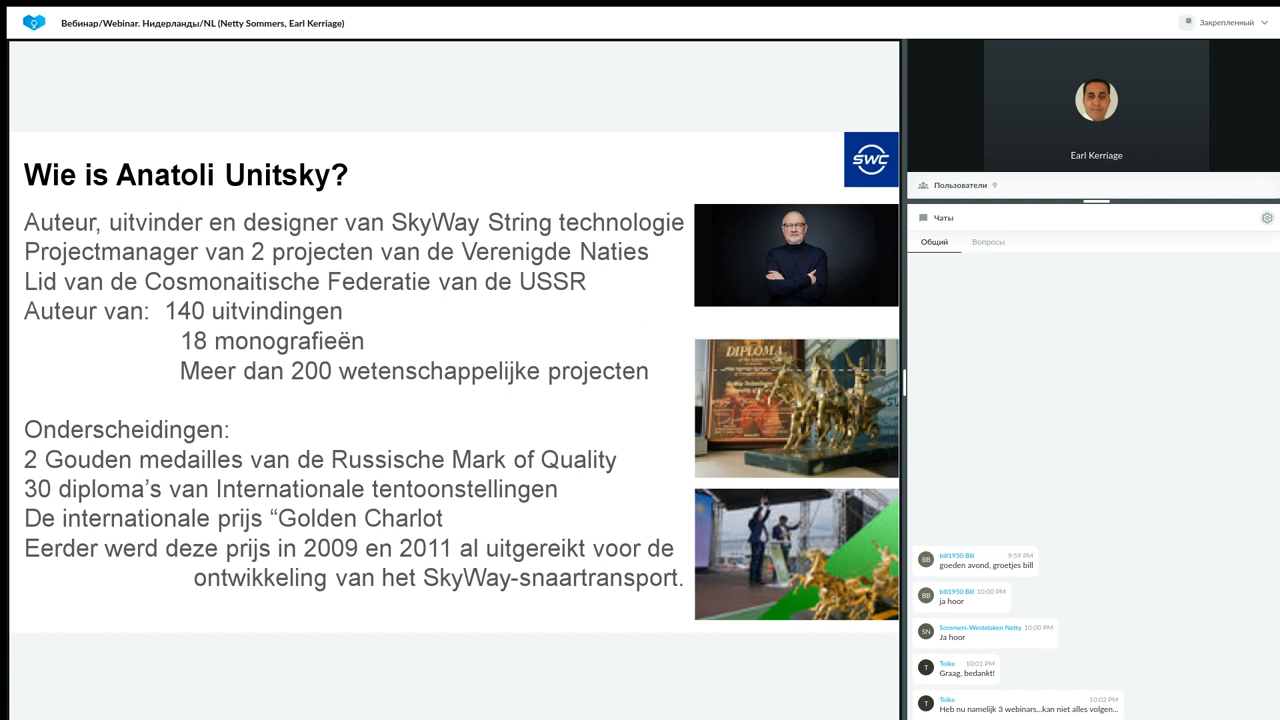 Вебинар/Webinar. Нидерланды/NL (Netty Sommers, Earl Kerriage)
Закрепленный
Wie is Anatoli Unitsky?
SWC
Auteur, uitvinder en designer van SkyWay String technologie
Projectmanager van 2 projecten van de Verenigde Naties
Lid van de Cosmonaitische Federatie van de USSR
Auteur van: 140 uitvindingen
18 monografieën
Meer dan 200 wetenschappelijke projecten
Onderscheidingen:
2 Gouden medailles van de Russische Mark of Quality
30 diploma’s van Internationale tentoonstellingen
De internationale prijs “Golden Charlot
Eerder werd deze prijs in 2009 en 2011 al uitgereikt voor de
ontwikkeling van het SkyWay-snaartransport.
DIPLOMA
Earl Kerriage
Пользователи 9
Чаты
Общий Вопросы
BB bill1950 Bill 9:59 PM
goeden avond, groetjes bill
BB bill1950 Bill 10:00 PM
ja hoor
SN Sommers-Westelaken Netty 10:00 PM
Ja hoor
T Toike 10:01 PM
Graag, bedankt!
T Toike 10:02 PM
Heb nu namelijk 3 webinars...kan niet alles volgen...